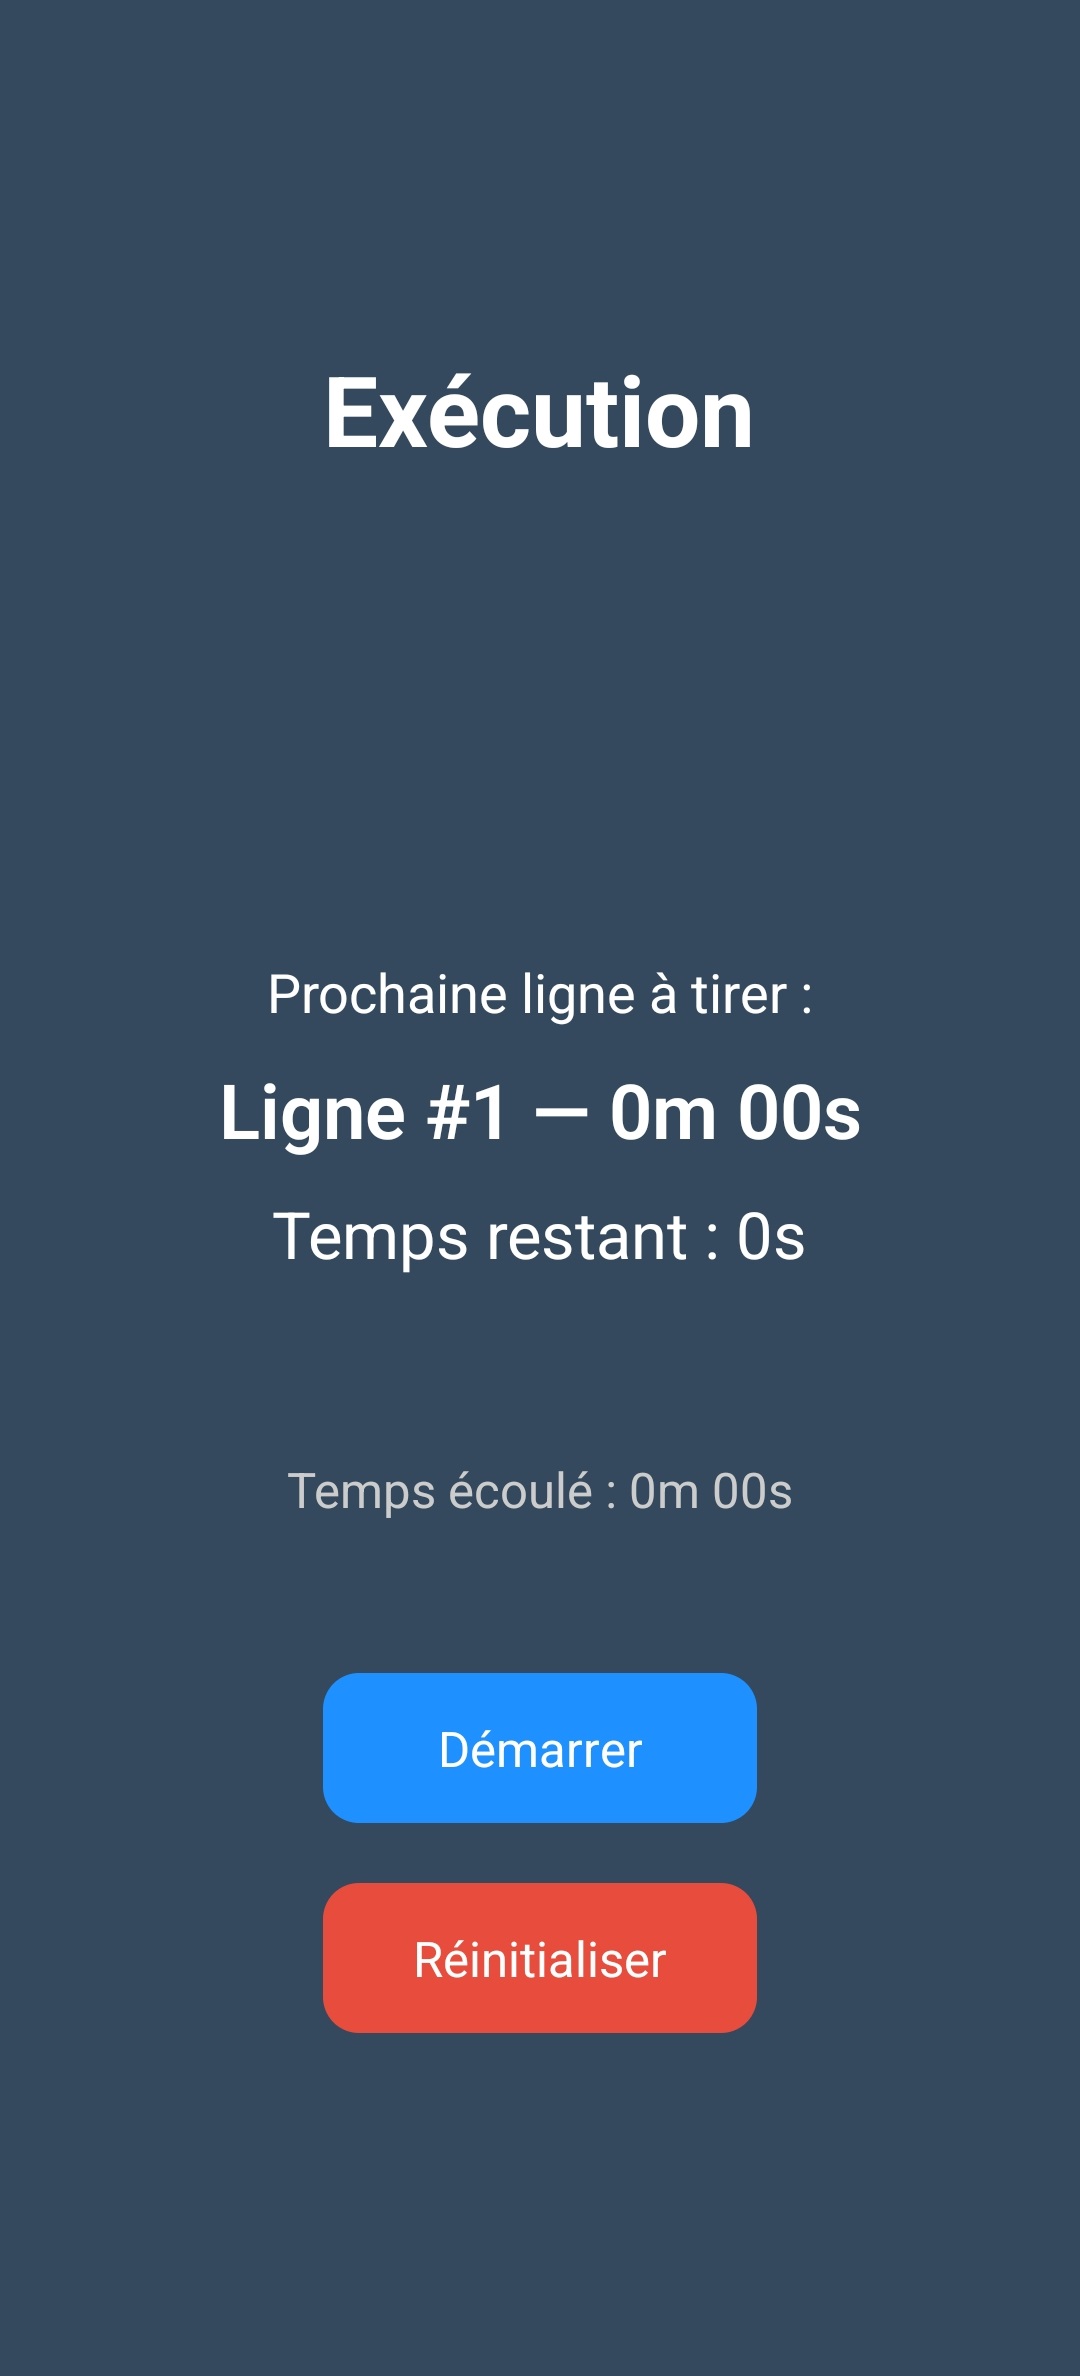 Exécution
Prochaine ligne à tirer :
Ligne #1 — 0m 00s
Temps restant : 0s
Temps écoulé : 0m 00s
Démarrer
Réinitialiser